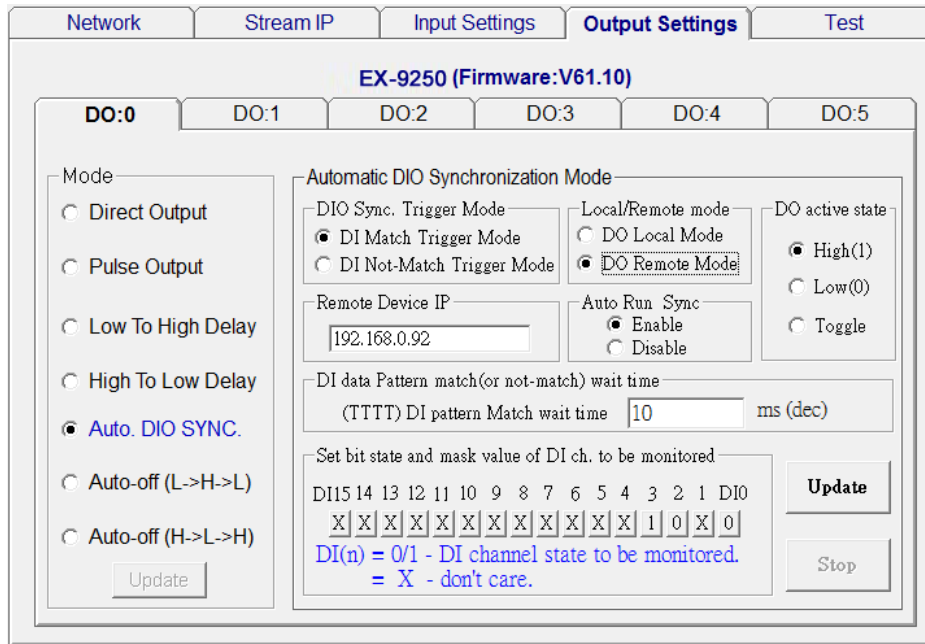 Network Stream IP Input Settings Output Settings Test
EX-9250 (Firmware:V61.10)
DO:0 DO:1 DO:2 DO:3 DO:4 DO:5
Mode
Direct Output
Pulse Output
Low To High Delay
High To Low Delay
Auto. DIO SYNC.
Auto-off (L->H->L)
Auto-off (H->L->H)
Update
Automatic DIO Synchronization Mode
DIO Sync. Trigger Mode
DI Match Trigger Mode
DI Not-Match Trigger Mode
Local/Remote mode
DO Local Mode
DO Remote Mode
DO active state
High(1)
Low(0)
Toggle
Remote Device IP
192.168.0.92
Auto Run Sync
Enable
Disable
DI data Pattern match(or not-match) wait time
(TTTT) DI pattern Match wait time 10 ms (dec)
Set bit state and mask value of DI ch. to be monitored
DI15 14 13 12 11 10 9 8 7 6 5 4 3 2 1 DI0
X X X X X X X X X X X X 1 0 X 0
DI(n) = 0/1 - DI channel state to be monitored.
= X - don't care.
Update
Stop